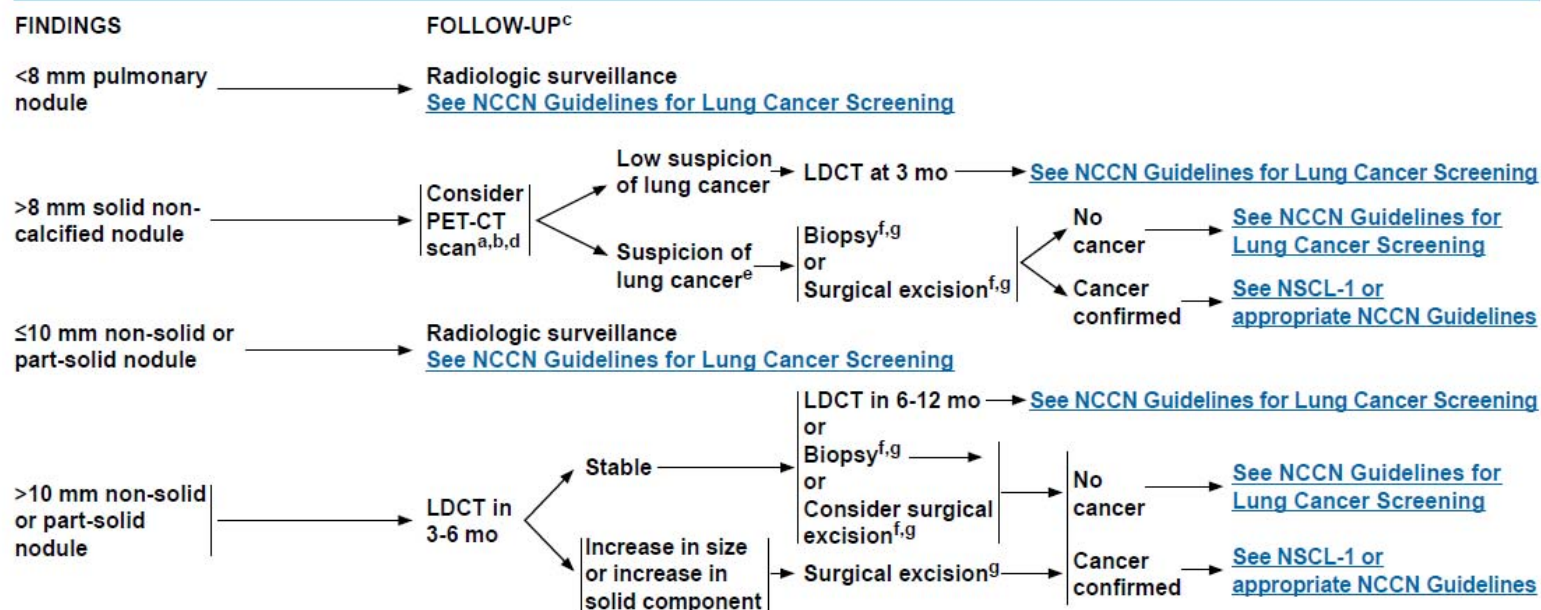 FINDINGS
FOLLOW-UPᶜ
<8 mm pulmonary
nodule
Radiologic surveillance
See NCCN Guidelines for Lung Cancer Screening
>8 mm solid non-
calcified nodule
Consider
PET-CT
scanᵃ,ᵇ,ᵈ
Low suspicion
of lung cancer
LDCT at 3 mo
See NCCN Guidelines for Lung Cancer Screening
Suspicion of
lung cancerᵉ
Biopsyᶠ,ᵍ
or
Surgical excisionᶠ,ᵍ
No
cancer
See NCCN Guidelines for
Lung Cancer Screening
Cancer
confirmed
See NSCL-1 or
appropriate NCCN Guidelines
≤10 mm non-solid or
part-solid nodule
Radiologic surveillance
See NCCN Guidelines for Lung Cancer Screening
>10 mm non-solid
or part-solid
nodule
LDCT in
3-6 mo
Stable
LDCT in 6-12 mo
See NCCN Guidelines for Lung Cancer Screening
or
Biopsyᶠ,ᵍ
or
Consider surgical
excisionᶠ,ᵍ
Increase in size
or increase in
solid component
Surgical excisionᵍ
No
cancer
See NCCN Guidelines for
Lung Cancer Screening
Cancer
confirmed
See NSCL-1 or
appropriate NCCN Guidelines